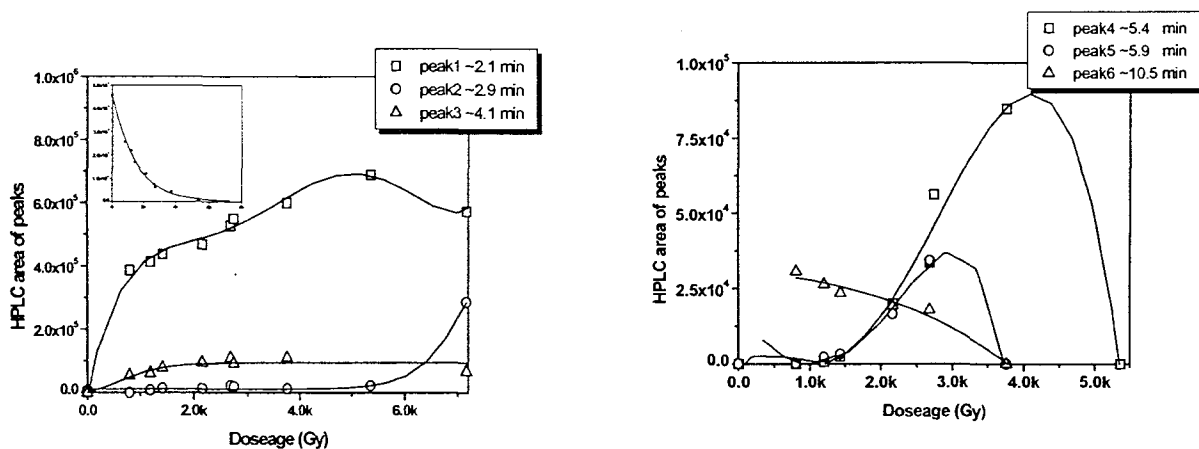 peak1 ~2.1 min
peak2 ~2.9 min
peak3 ~4.1 min
1.0x10⁶
8.0x10⁵
6.0x10⁵
4.0x10⁵
2.0x10⁵
0.0
HPLC area of peaks
0.0 2.0k 4.0k 6.0k
Doseage (Gy)
peak4 ~5.4 min
peak5 ~5.9 min
peak6 ~10.5 min
1.0x10⁵
7.5x10⁴
5.0x10⁴
2.5x10⁴
0.0
HPLC area of peaks
0.0 1.0k 2.0k 3.0k 4.0k 5.0k
Doseage (Gy)